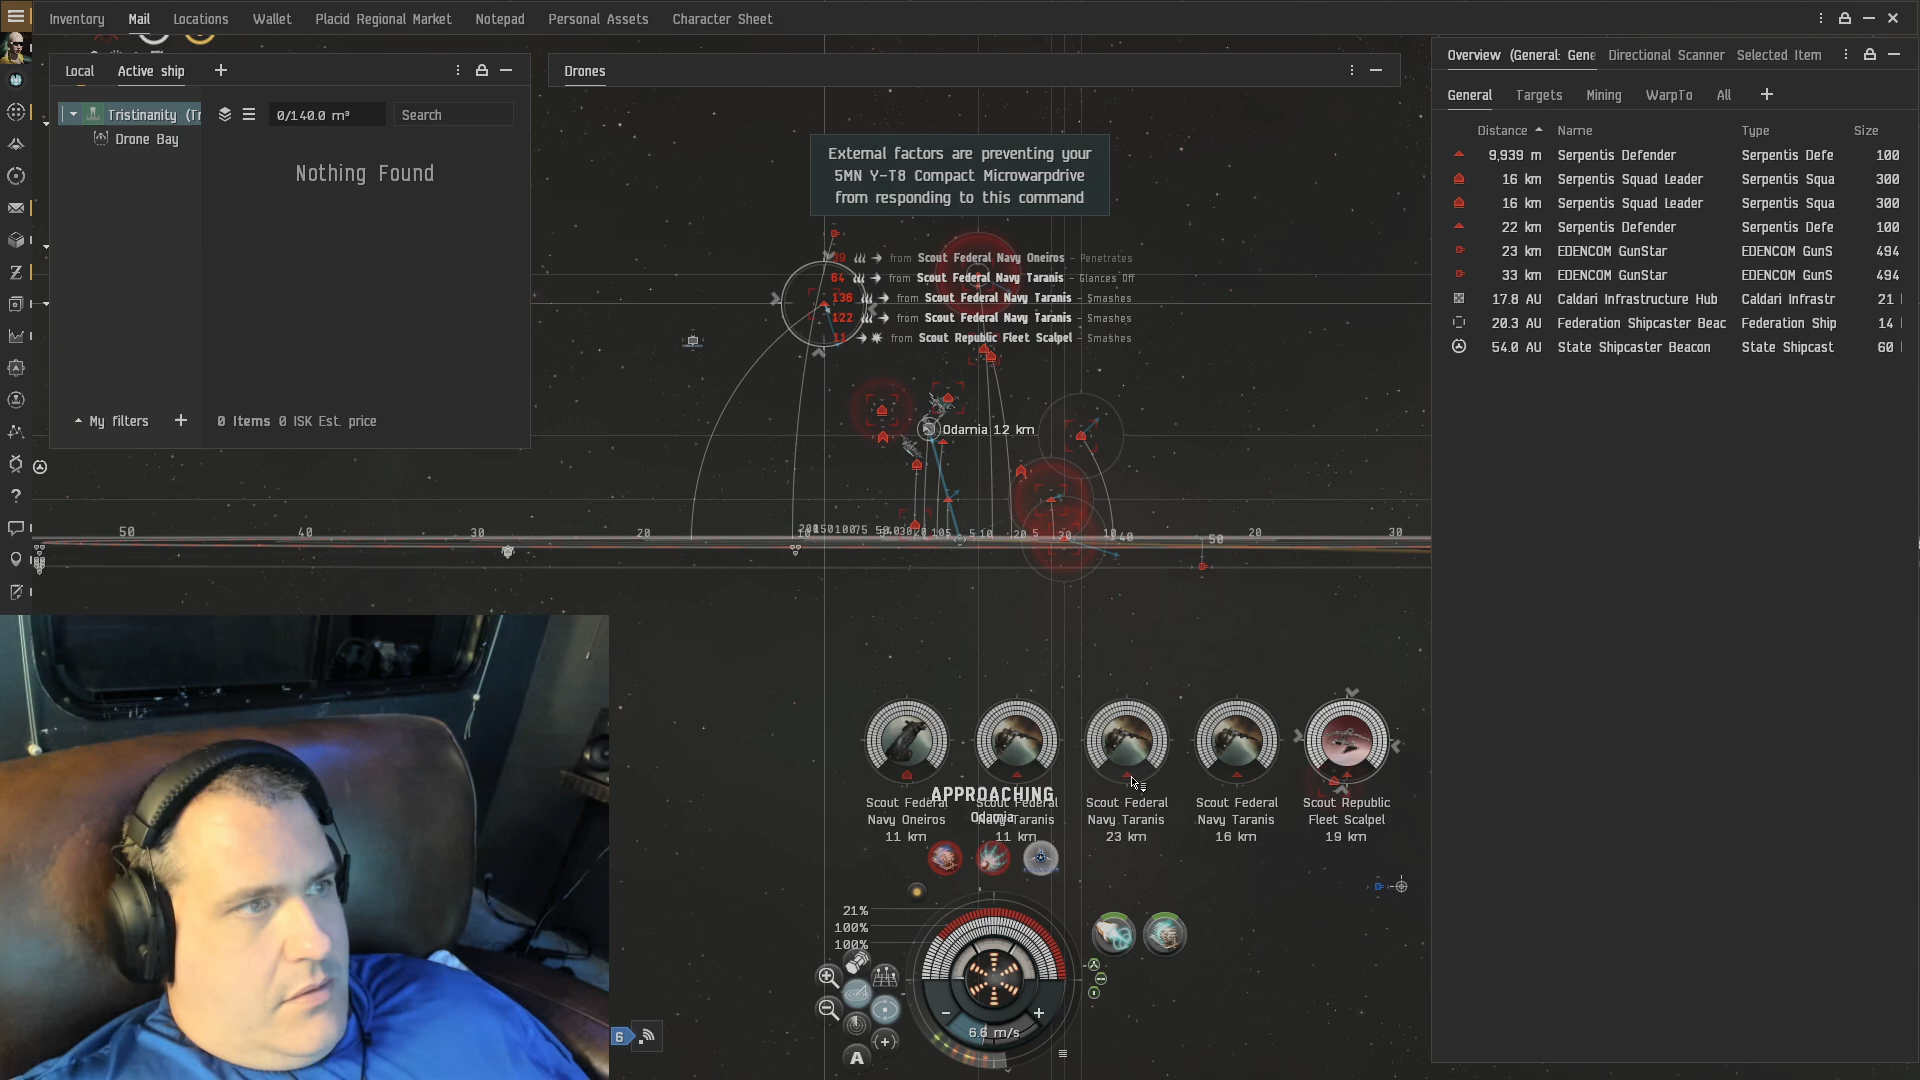 Inventory Mail Locations Wallet Placid Regional Market Notepad Personal Assets Character Sheet
Local Active ship
Tristinanity (Tr
Drone Bay
0/140.0 m³
Search
Nothing Found
My filters
0 Items 0 ISK Est. price
Drones
External factors are preventing your
5MN Y-T8 Compact Microwarpdrive
from responding to this command
from Scout Federal Navy Oneiros - Penetrates
64 from Scout Federal Navy Taranis - Glances Off
136 from Scout Federal Navy Taranis - Smashes
122 from Scout Federal Navy Taranis - Smashes
11 from Scout Republic Fleet Scalpel - Smashes
Odamia 12 km
50 40 30 20 10 5 10 20 5 20 10 40 50 20 30
Overview (General: Gene Directional Scanner Selected Item
General Targets Mining WarpTo All
Distance Name Type Size
9,939 m Serpentis Defender Serpentis Defe 100
16 km Serpentis Squad Leader Serpentis Squa 300
16 km Serpentis Squad Leader Serpentis Squa 300
22 km Serpentis Defender Serpentis Defe 100
23 km EDENCOM GunStar EDENCOM GunS 494
33 km EDENCOM GunStar EDENCOM GunS 494
17.8 AU Caldari Infrastructure Hub Caldari Infrastr 21
20.3 AU Federation Shipcaster Beac Federation Ship 14
54.0 AU State Shipcaster Beacon State Shipcast 60
APPROACHING
Odamia
Scout Federal
Navy Oneiros
11 km
Scout Federal
Navy Taranis
11 km
Scout Federal
Navy Taranis
23 km
Scout Federal
Navy Taranis
16 km
Scout Republic
Fleet Scalpel
19 km
21%
100%
100%
6.6 m/s
A
6